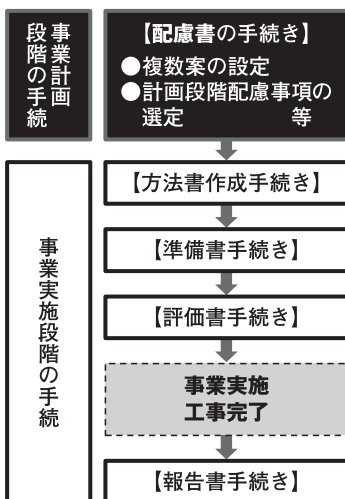 事業計画
段階の手続
【配慮書の手続き】
●複数案の設定
●計画段階配慮事項の
選定　　　　　等
事業実施段階の手続
【方法書作成手続き】
【準備書手続き】
【評価書手続き】
事業実施
工事完了
【報告書手続き】